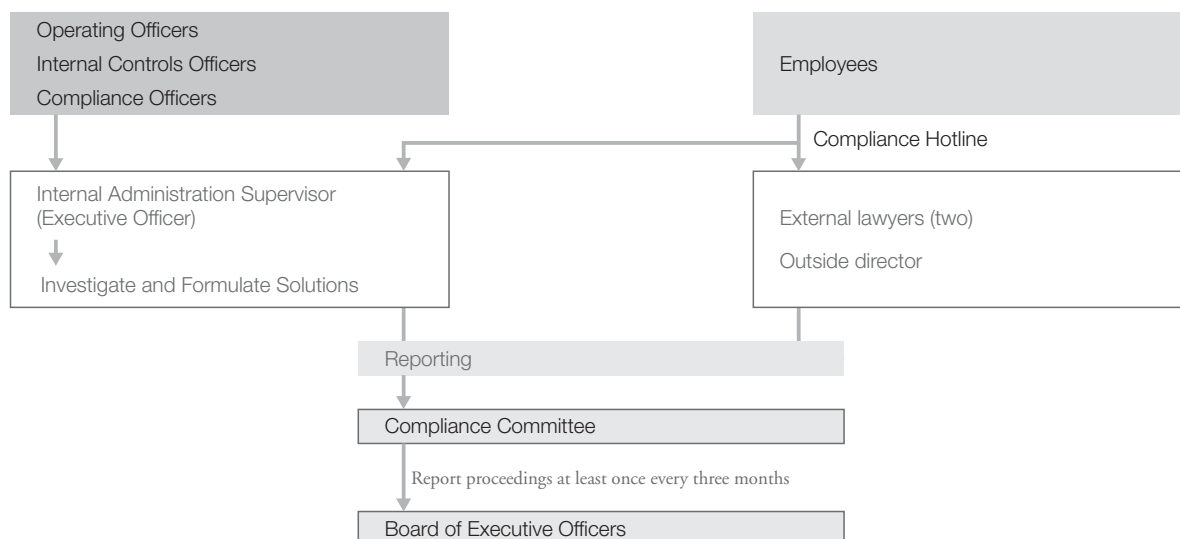 Operating Officers
Internal Controls Officers
Compliance Officers
Employees
Compliance Hotline
Internal Administration Supervisor
(Executive Officer)
Investigate and Formulate Solutions
External lawyers (two)
Outside director
Reporting
Compliance Committee
Report proceedings at least once every three months
Board of Executive Officers